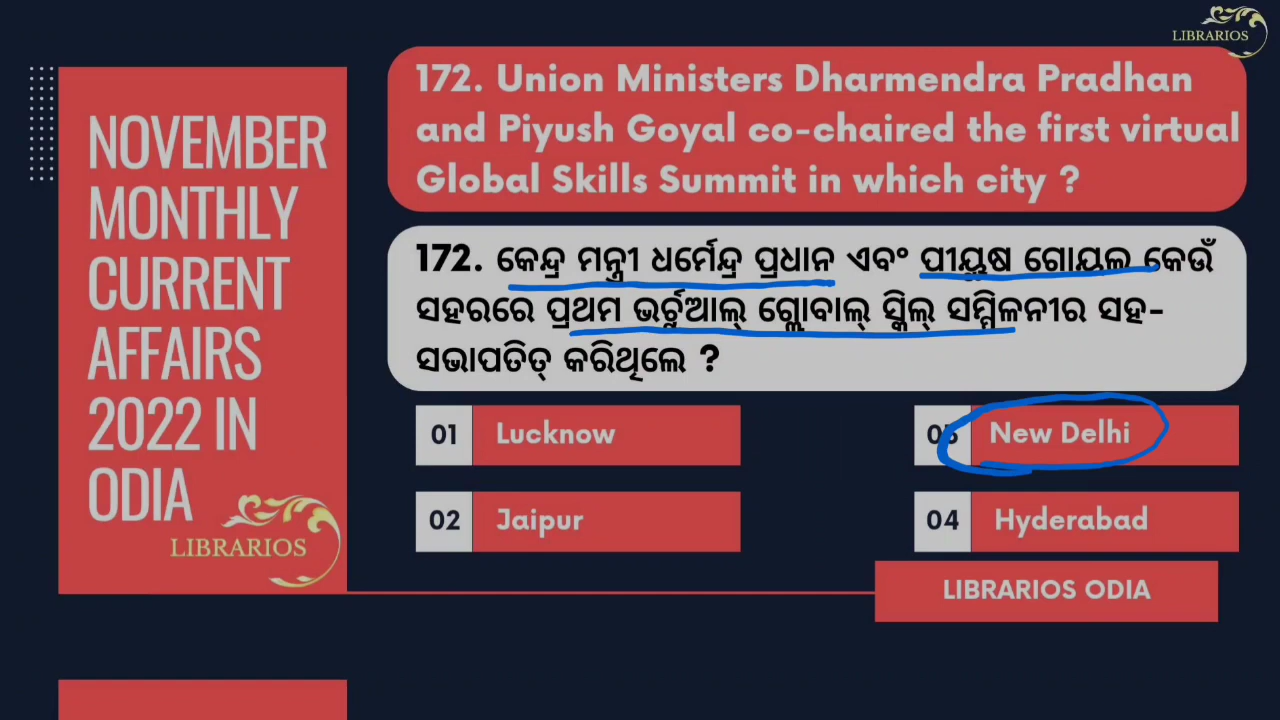 LIBRARIOS
NOVEMBER
MONTHLY
CURRENT
AFFAIRS
2022 IN
ODIA
LIBRARIOS
172. Union Ministers Dharmendra Pradhan
and Piyush Goyal co-chaired the first virtual
Global Skills Summit in which city ?
172. କେନ୍ଦ୍ର ମନ୍ତ୍ରୀ ଧର୍ମେନ୍ଦ୍ର ପ୍ରଧାନ ଏବଂ ପୀୟୁଷ ଗୋୟଲ କେଉଁ
ସହରରେ ପ୍ରଥମ ଭର୍ଚୁଆଲ୍ ଗ୍ଲୋବାଲ୍ ସ୍କିଲ୍ ସମ୍ମିଳନୀର ସହ-
ସଭାପତିତ୍ କରିଥିଲେ ?
01 Lucknow
03 New Delhi
02 Jaipur
04 Hyderabad
LIBRARIOS ODIA